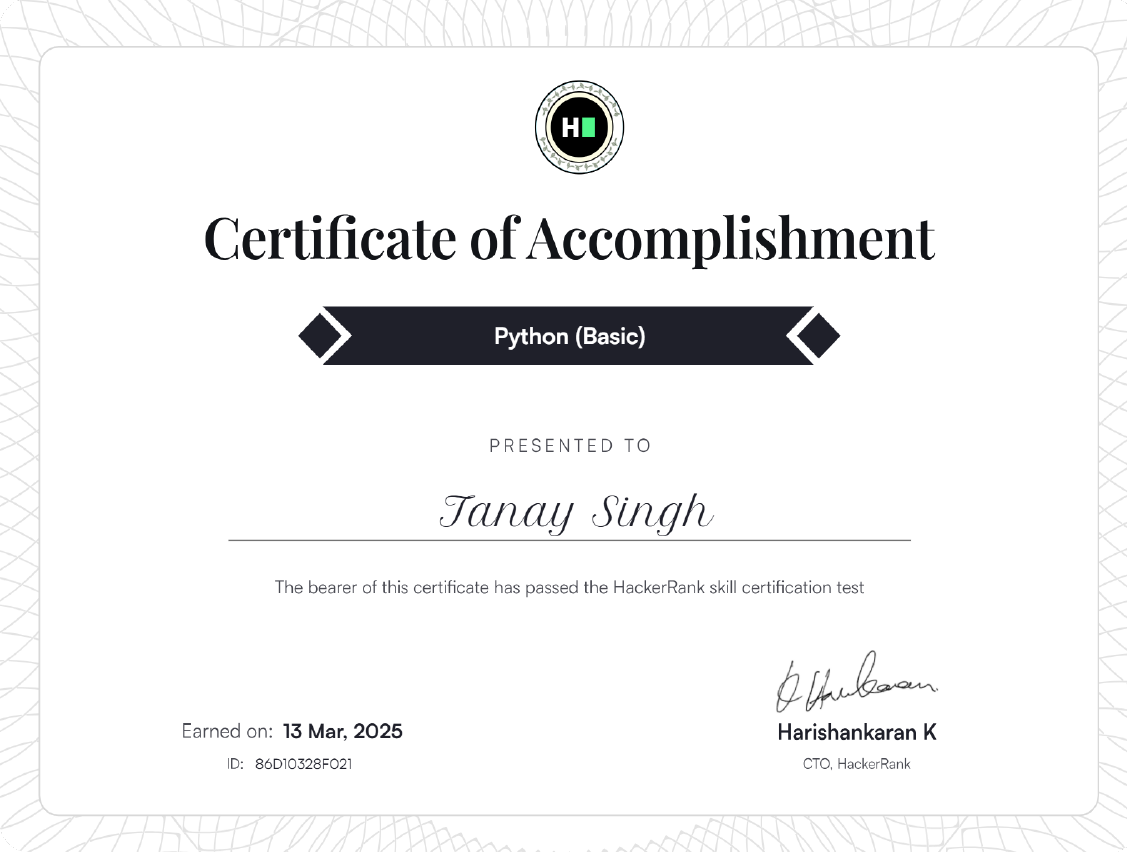 H
Certificate of Accomplishment
Python (Basic)
PRESENTED TO
Tanay Singh
The bearer of this certificate has passed the HackerRank skill certification test
Earned on: 13 Mar, 2025
ID: 86D10328F021
Harishankaran K
CTO, HackerRank